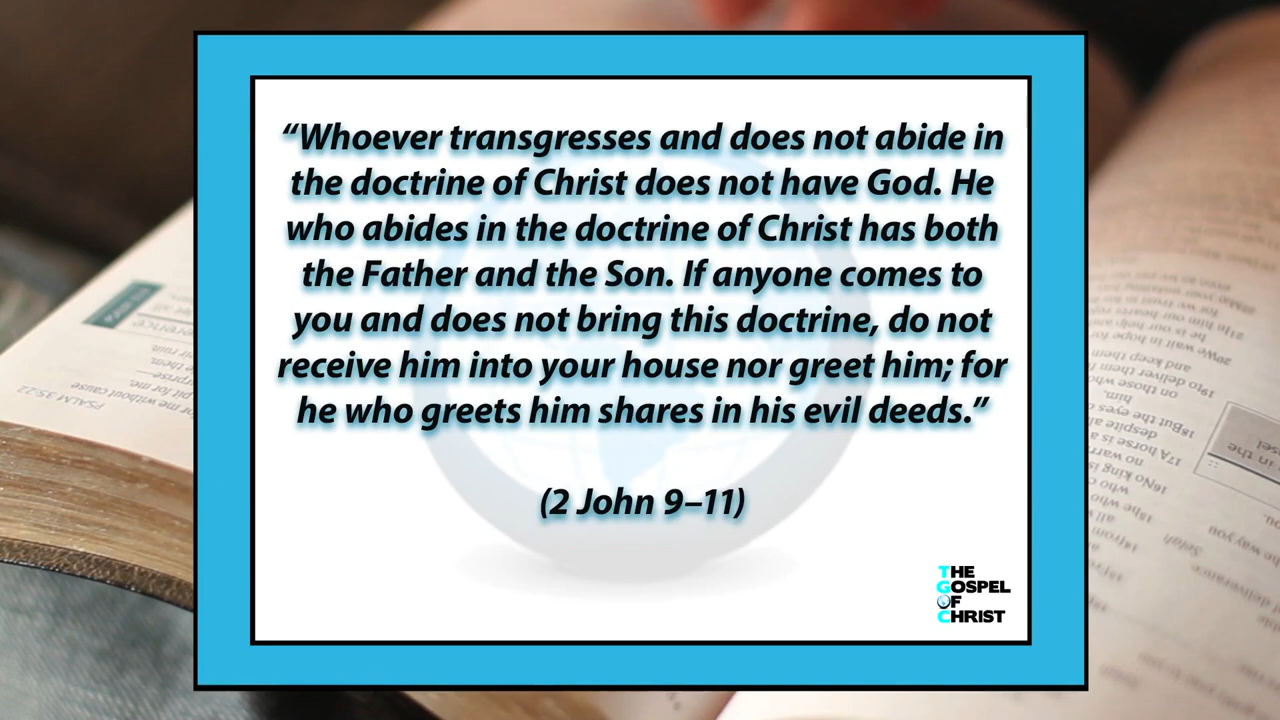 “Whoever transgresses and does not abide in
the doctrine of Christ does not have God. He
who abides in the doctrine of Christ has both
the Father and the Son. If anyone comes to
you and does not bring this doctrine, do not
receive him into your house nor greet him; for
he who greets him shares in his evil deeds.”
(2 John 9–11)
THE
GOSPEL
OF
CHRIST
PSALM 35:22